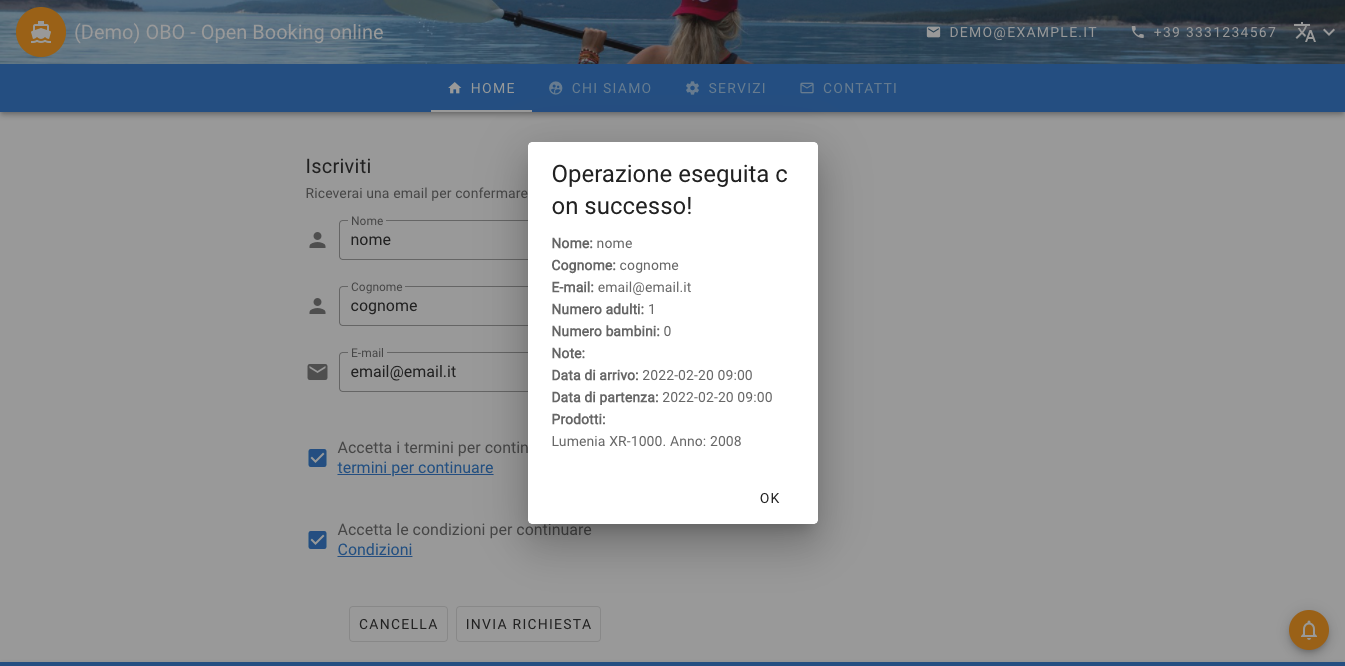 (Demo) OBO - Open Booking online
DEMO@EXAMPLE.IT
+39 3331234567
HOME
CHI SIAMO
SERVIZI
CONTATTI
Iscriviti
Riceverai una email per confermare
Nome
nome
Cognome
cognome
E-mail
email@email.it
Accetta i termini per contin
termini per continuare
Accetta le condizioni per continuare
Condizioni
CANCELLA
INVIA RICHIESTA
Operazione eseguita c
on successo!
Nome: nome
Cognome: cognome
E-mail: email@email.it
Numero adulti: 1
Numero bambini: 0
Note:
Data di arrivo: 2022-02-20 09:00
Data di partenza: 2022-02-20 09:00
Prodotti:
Lumenia XR-1000. Anno: 2008
OK